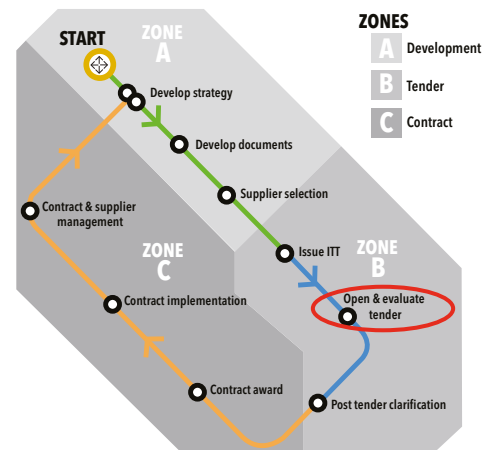 START
ZONE
A
Develop strategy
Develop documents
Supplier selection
Issue ITT
ZONE
B
Open & evaluate
tender
Post tender clarification
Contract award
Contract implementation
ZONE
C
Contract & supplier
management
ZONES
A Development
B Tender
C Contract